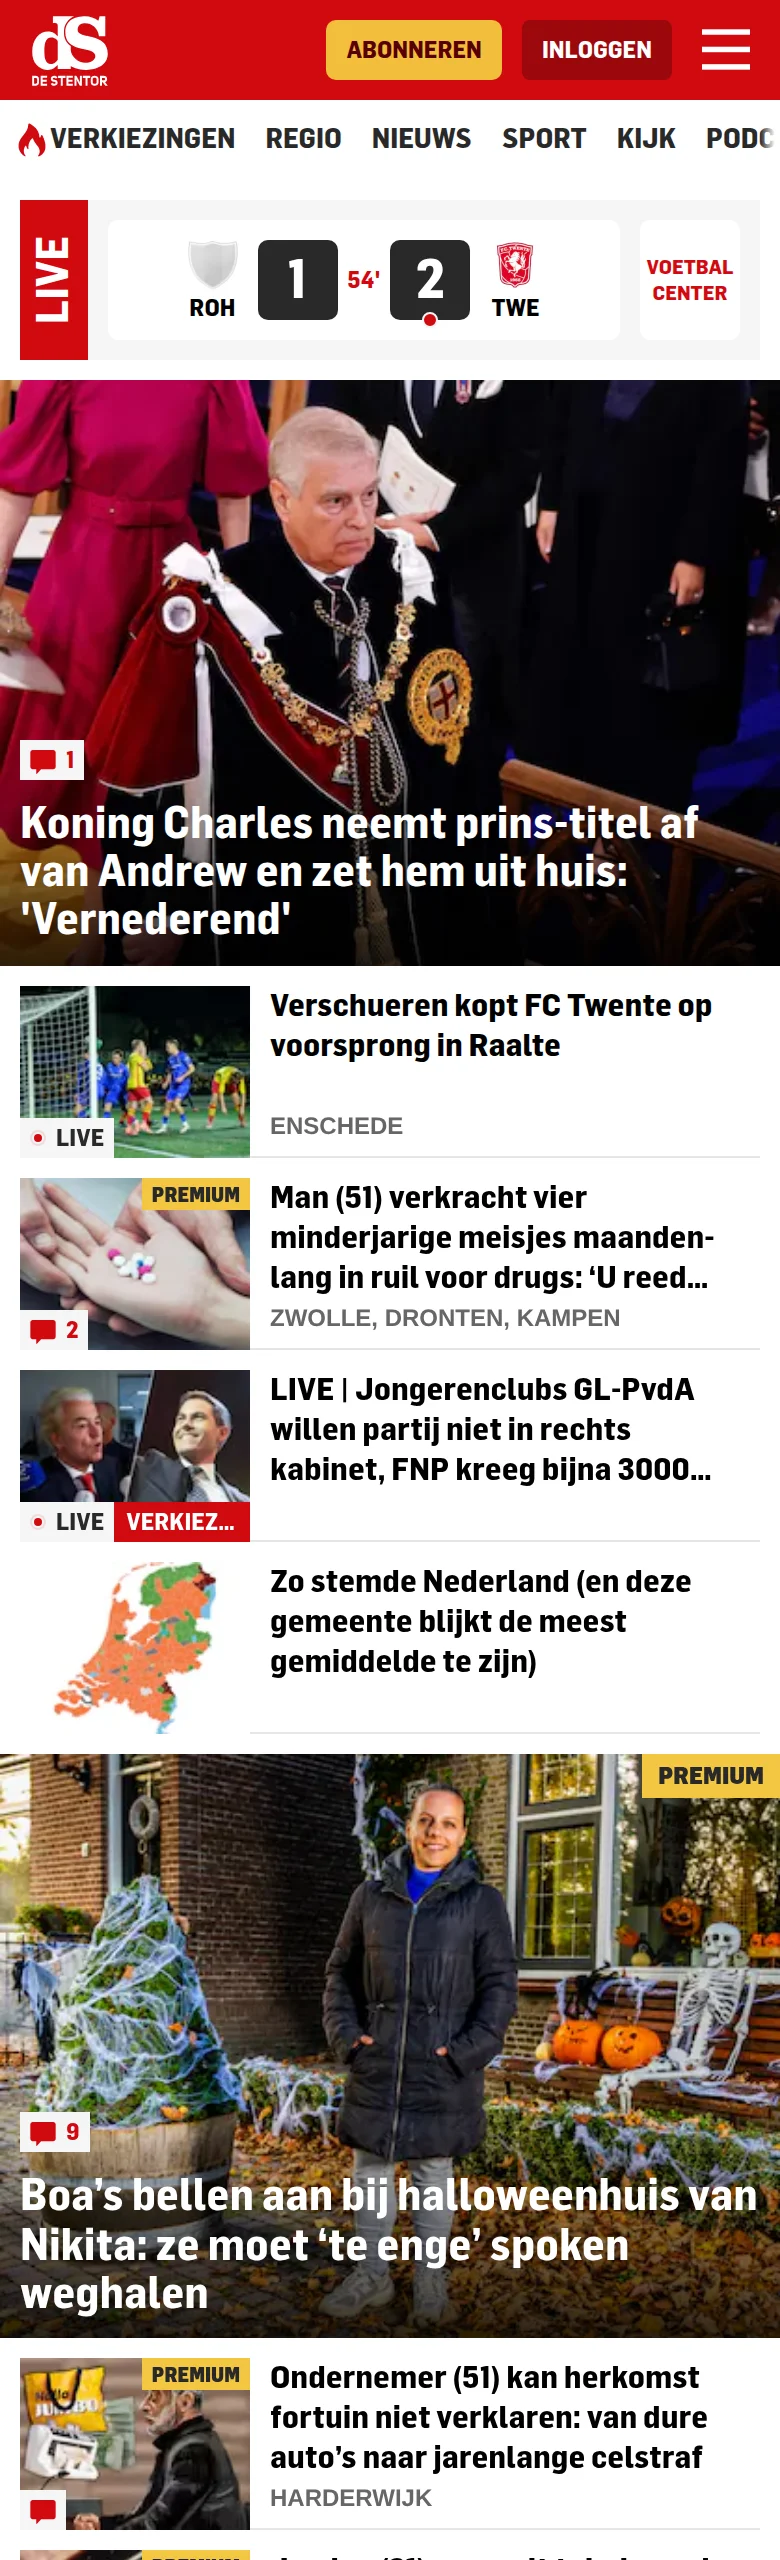 dS
DE STENTOR
ABONNEREN
INLOGGEN
VERKIEZINGEN REGIO NIEUWS SPORT KIJK PODC
LIVE
1 54' 2
ROH TWE
VOETBAL
CENTER
1
Koning Charles neemt prins-titel af
van Andrew en zet hem uit huis:
'Vernederend'
Verschueren kopt FC Twente op
voorsprong in Raalte
LIVE
ENSCHEDE
PREMIUM
Man (51) verkracht vier
minderjarige meisjes maanden-
lang in ruil voor drugs: ‘U reed...
2
ZWOLLE, DRONTEN, KAMPEN
LIVE | Jongerenclubs GL-PvdA
willen partij niet in rechts
kabinet, FNP kreeg bijna 3000...
LIVE VERKIEZ...
Zo stemde Nederland (en deze
gemeente blijkt de meest
gemiddelde te zijn)
PREMIUM
9
Boa’s bellen aan bij halloweenhuis van
Nikita: ze moet ‘te enge’ spoken
weghalen
PREMIUM
Hallo
JUMBO
Ondernemer (51) kan herkomst
fortuin niet verklaren: van dure
auto’s naar jarenlange celstraf
HARDERWIJK